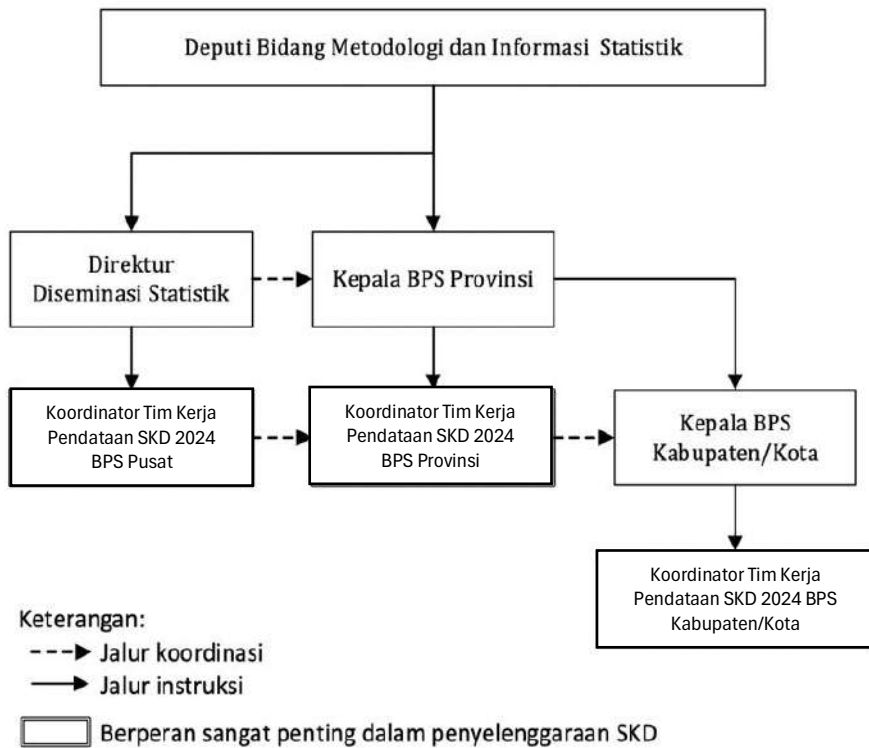 Deputi Bidang Metodologi dan Informasi Statistik
Direktur
Diseminasi Statistik
Kepala BPS Provinsi
Koordinator Tim Kerja
Pendataan SKD 2024
BPS Pusat
Koordinator Tim Kerja
Pendataan SKD 2024
BPS Provinsi
Kepala BPS
Kabupaten/Kota
Koordinator Tim Kerja
Pendataan SKD 2024 BPS
Kabupaten/Kota
Keterangan:
Jalur koordinasi
Jalur instruksi
Berperan sangat penting dalam penyelenggaraan SKD